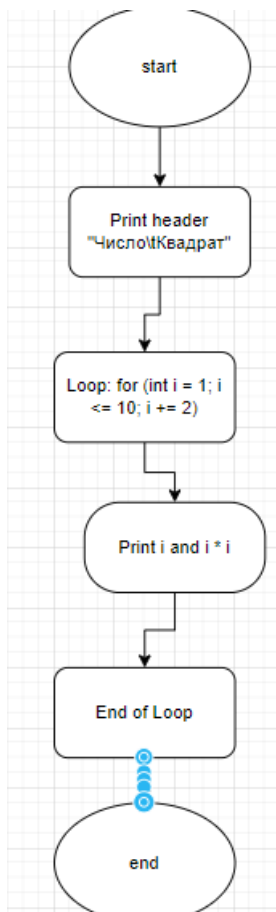 start
Print header
"Число\tКвадрат"
Loop: for (int i = 1; i
<= 10; i += 2)
Print i and i * i
End of Loop
end